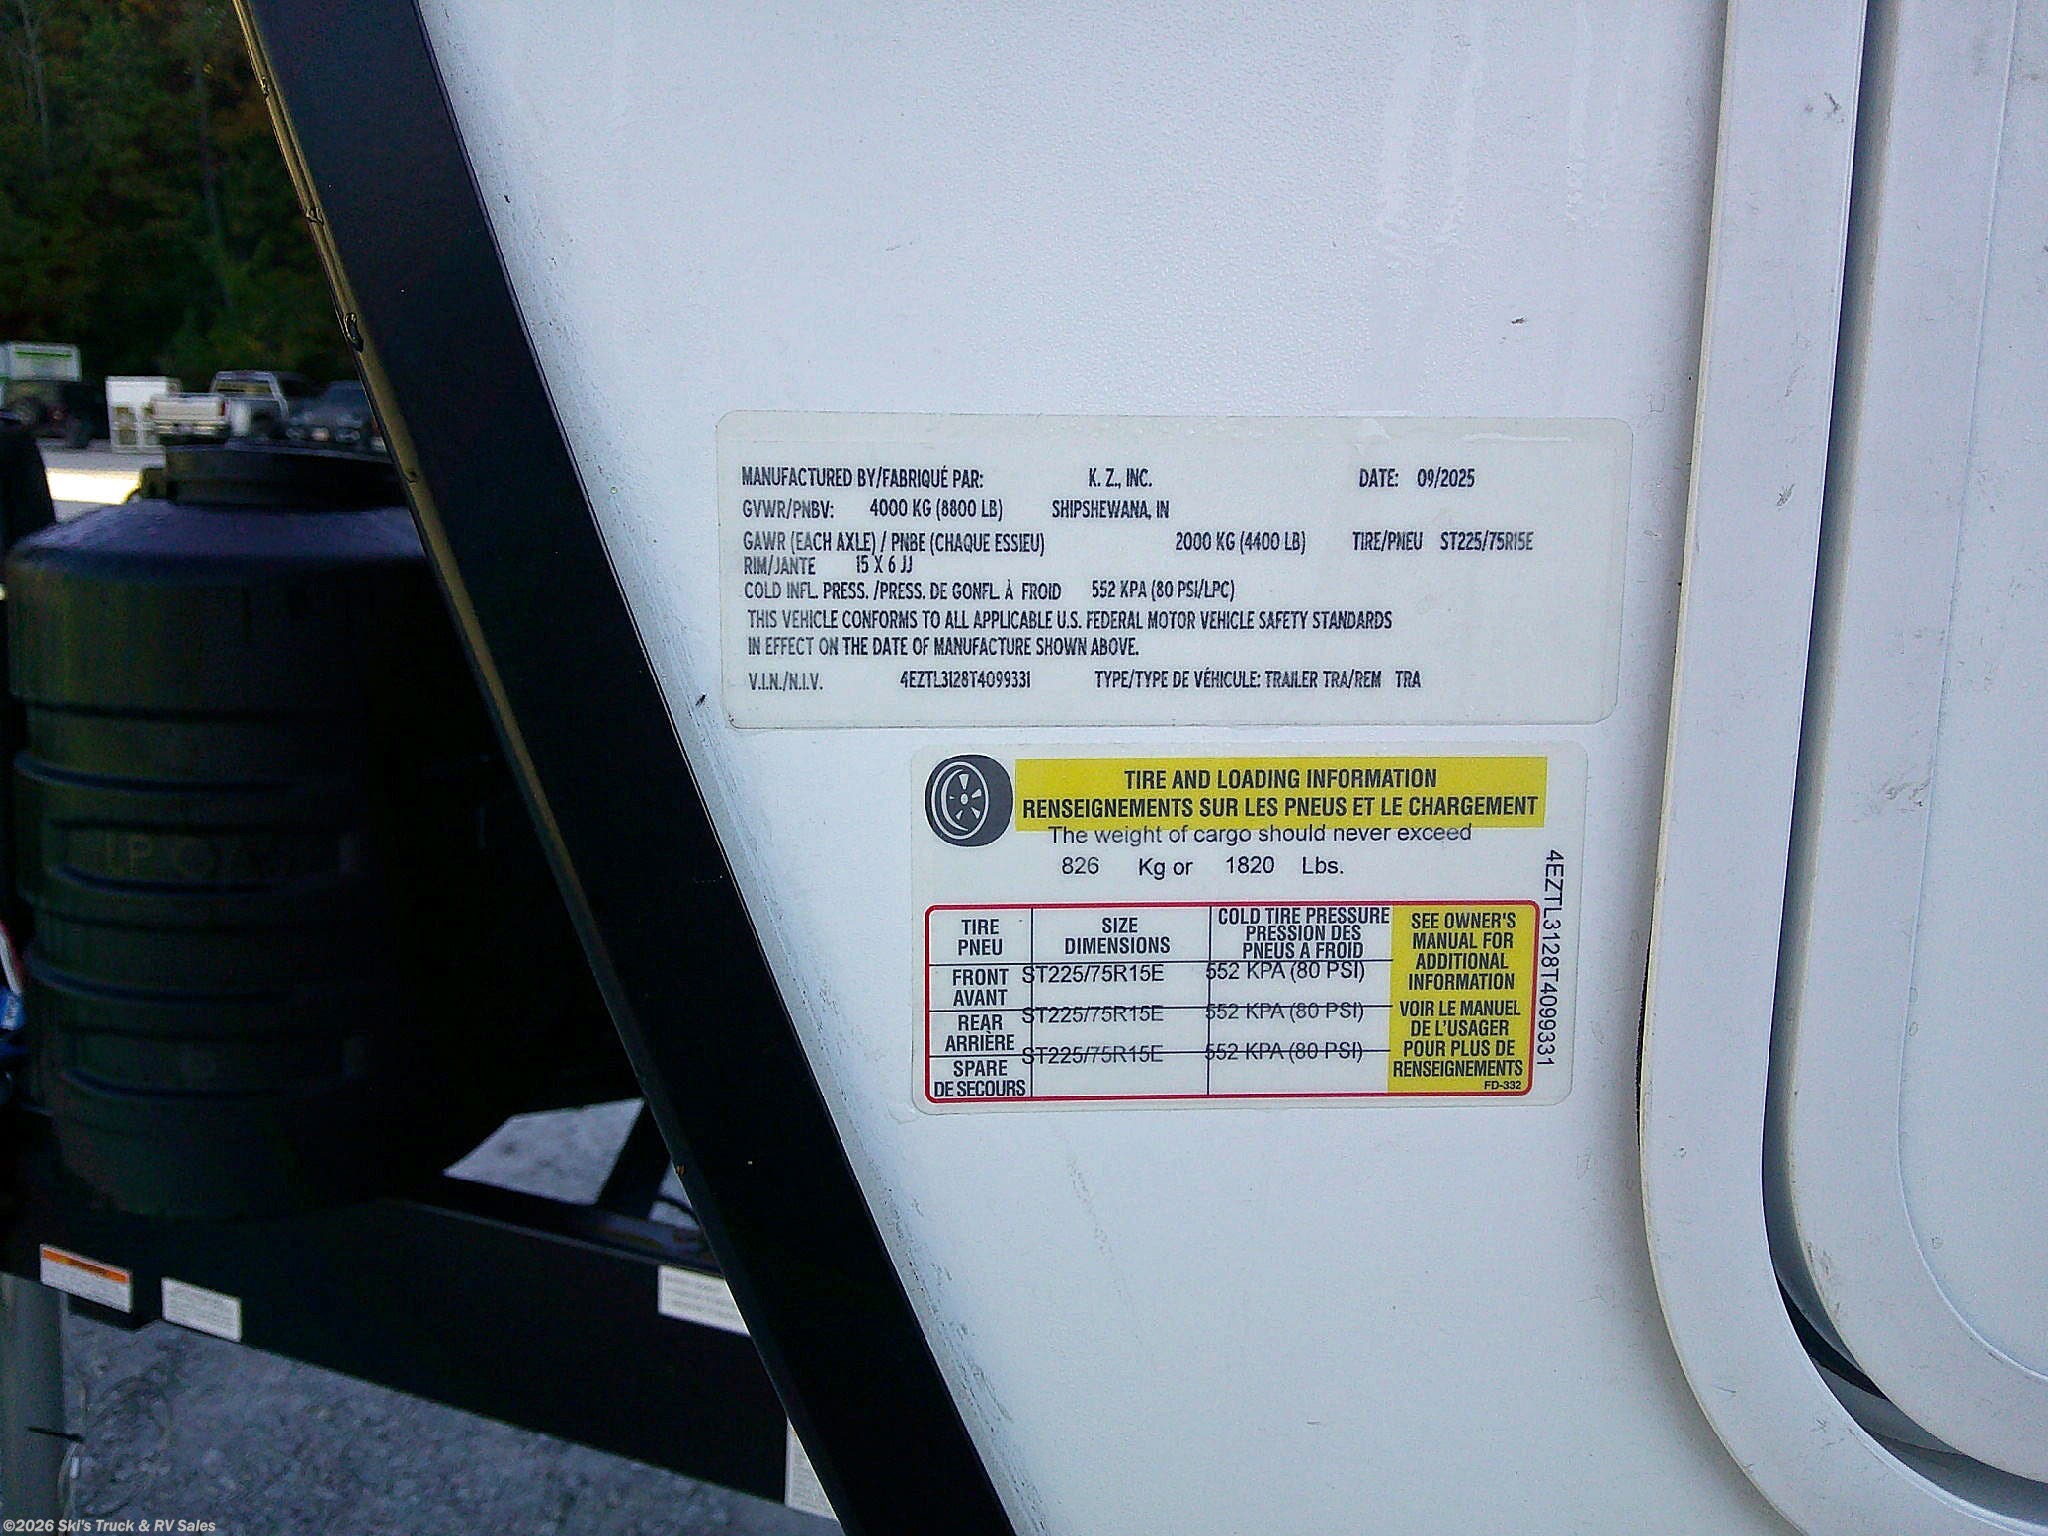 MANUFACTURED BY/FABRIQUÉ PAR: K. Z., INC. DATE: 09/2025
GVWR/PNBV: 4000 KG (8800 LB) SHIPSHEWANA, IN
GAWR (EACH AXLE) / PNBE (CHAQUE ESSIEU) 2000 KG (4400 LB) TIRE/PNEU ST225/75R15E
RIM/JANTE 15 X 6 JJ
COLD INFL. PRESS. /PRESS. DE GONFL. À FROID 552 KPA (80 PSI/LPC)
THIS VEHICLE CONFORMS TO ALL APPLICABLE U.S. FEDERAL MOTOR VEHICLE SAFETY STANDARDS
IN EFFECT ON THE DATE OF MANUFACTURE SHOWN ABOVE.
V.I.N./N.I.V. 4EZTL3128T4099331 TYPE/TYPE DE VÉHICULE: TRAILER TRA/REM TRA
TIRE AND LOADING INFORMATION
RENSEIGNEMENTS SUR LES PNEUS ET LE CHARGEMENT
The weight of cargo should never exceed
826 Kg or 1820 Lbs.
TIRE
PNEU
SIZE
DIMENSIONS
COLD TIRE PRESSURE
PRESSION DES
PNEUS A FROID
FRONT
AVANT
ST225/75R15E
552 KPA (80 PSI)
REAR
ARRIÈRE
ST225/75R15E
552 KPA (80 PSI)
SPARE
DE SECOURS
ST225/75R15E
552 KPA (80 PSI)
SEE OWNER'S
MANUAL FOR
ADDITIONAL
INFORMATION
VOIR LE MANUEL
DE L'USAGER
POUR PLUS DE
RENSEIGNEMENTS
FD-332
4EZTL3128T4099331
©2026 Ski's Truck & RV Sales